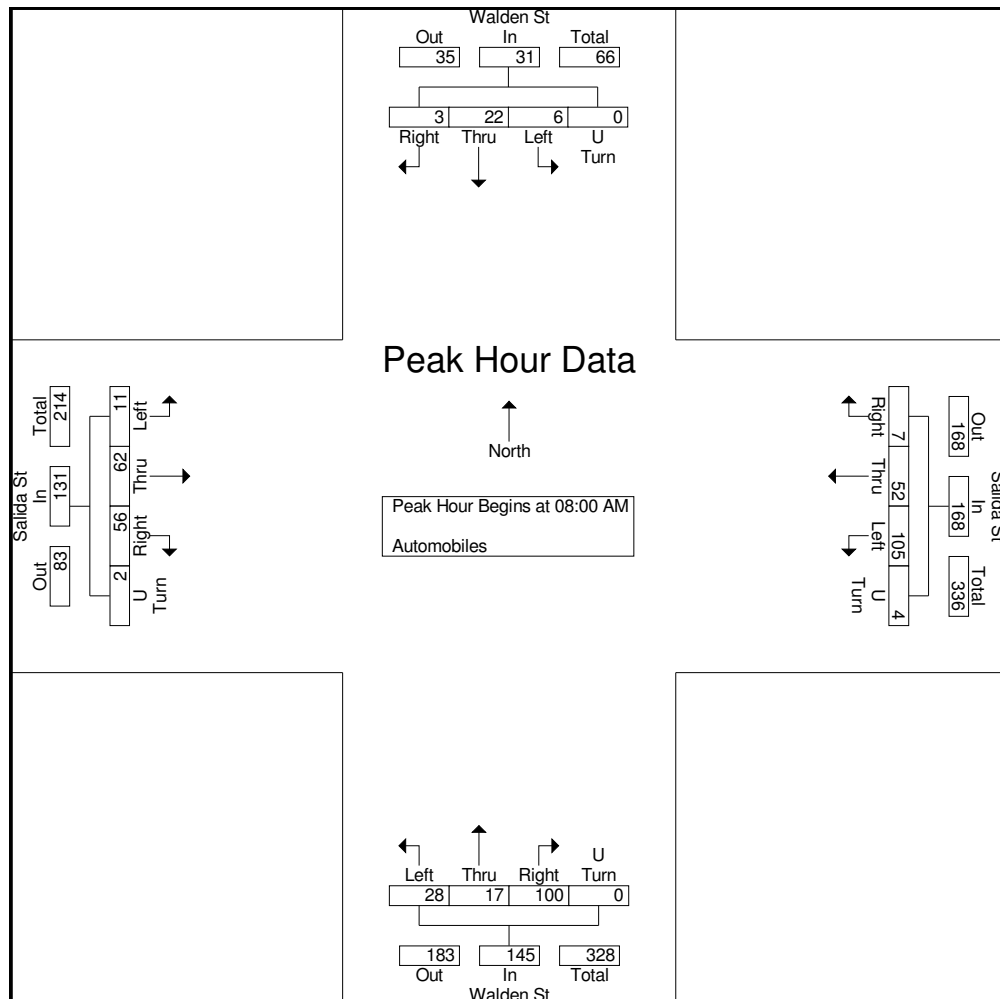 Walden St
Out In Total
35 31 66
3 22 6 0
Right Thru Left U
Turn
Peak Hour Data
North
Peak Hour Begins at 08:00 AM
Automobiles
Salida St
Total In Out
214 131 83
11 62 56 2
Left Thru Right U
Turn
Salida St
Out In Total
168 168 336
7 52 105 4
Right Thru Left U
Turn
U
Left Thru Right Turn
28 17 100 0
183 145 328
Out In Total
Walden St